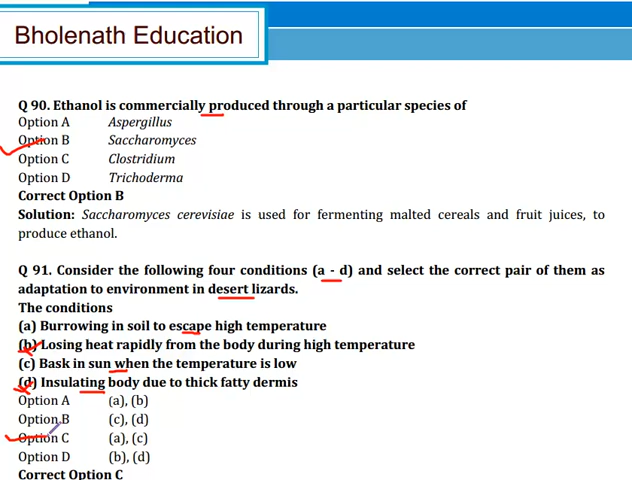 Bholenath Education
Q 90. Ethanol is commercially produced through a particular species of
Option A Aspergillus
Option B Saccharomyces
Option C Clostridium
Option D Trichoderma
Correct Option B
Solution: Saccharomyces cerevisiae is used for fermenting malted cereals and fruit juices, to
produce ethanol.
Q 91. Consider the following four conditions (a - d) and select the correct pair of them as
adaptation to environment in desert lizards.
The conditions
(a) Burrowing in soil to escape high temperature
(b) Losing heat rapidly from the body during high temperature
(c) Bask in sun when the temperature is low
(d) Insulating body due to thick fatty dermis
Option A (a), (b)
Option B (c), (d)
Option C (a), (c)
Option D (b), (d)
Correct Option C